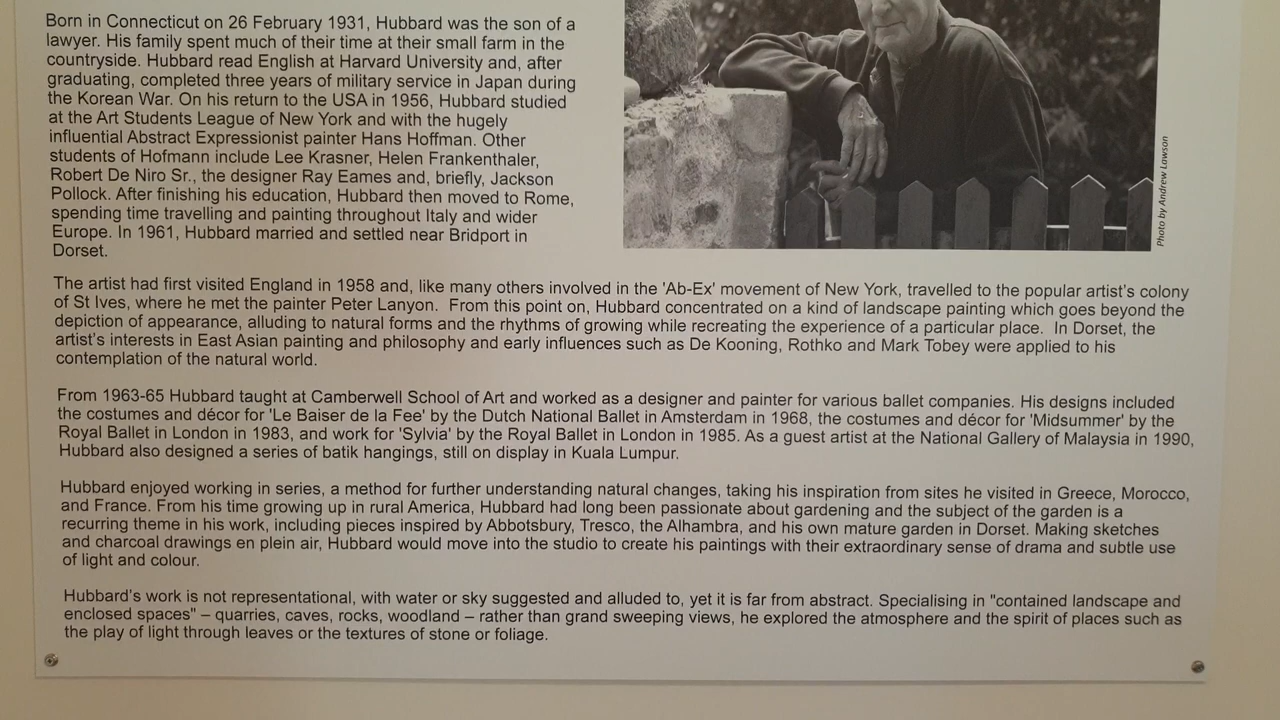 Born in Connecticut on 26 February 1931, Hubbard was the son of a
lawyer. His family spent much of their time at their small farm in the
countryside. Hubbard read English at Harvard University and, after
graduating, completed three years of military service in Japan during
the Korean War. On his return to the USA in 1956, Hubbard studied
at the Art Students League of New York and with the hugely
influential Abstract Expressionist painter Hans Hoffman. Other
students of Hofmann include Lee Krasner, Helen Frankenthaler,
Robert De Niro Sr., the designer Ray Eames and, briefly, Jackson
Pollock. After finishing his education, Hubbard then moved to Rome,
spending time travelling and painting throughout Italy and wider
Europe. In 1961, Hubbard married and settled near Bridport in
Dorset.
Photo by Andrew Lawson
The artist had first visited England in 1958 and, like many others involved in the 'Ab-Ex' movement of New York, travelled to the popular artist's colony
of St Ives, where he met the painter Peter Lanyon.  From this point on, Hubbard concentrated on a kind of landscape painting which goes beyond the
depiction of appearance, alluding to natural forms and the rhythms of growing while recreating the experience of a particular place.  In Dorset, the
artist's interests in East Asian painting and philosophy and early influences such as De Kooning, Rothko and Mark Tobey were applied to his
contemplation of the natural world.
From 1963-65 Hubbard taught at Camberwell School of Art and worked as a designer and painter for various ballet companies. His designs included
the costumes and décor for 'Le Baiser de la Fee' by the Dutch National Ballet in Amsterdam in 1968, the costumes and décor for 'Midsummer' by the
Royal Ballet in London in 1983, and work for 'Sylvia' by the Royal Ballet in London in 1985. As a guest artist at the National Gallery of Malaysia in 1990,
Hubbard also designed a series of batik hangings, still on display in Kuala Lumpur.
Hubbard enjoyed working in series, a method for further understanding natural changes, taking his inspiration from sites he visited in Greece, Morocco,
and France. From his time growing up in rural America, Hubbard had long been passionate about gardening and the subject of the garden is a
recurring theme in his work, including pieces inspired by Abbotsbury, Tresco, the Alhambra, and his own mature garden in Dorset. Making sketches
and charcoal drawings en plein air, Hubbard would move into the studio to create his paintings with their extraordinary sense of drama and subtle use
of light and colour.
Hubbard's work is not representational, with water or sky suggested and alluded to, yet it is far from abstract. Specialising in "contained landscape and
enclosed spaces" – quarries, caves, rocks, woodland – rather than grand sweeping views, he explored the atmosphere and the spirit of places such as
the play of light through leaves or the textures of stone or foliage.